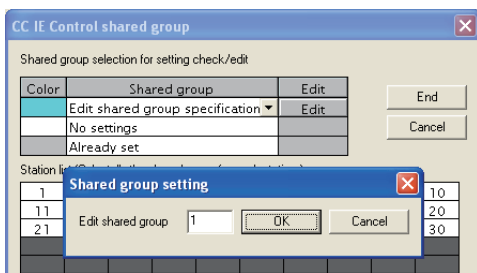 CC IE Control shared group
Shared group selection for setting check/edit
Color Shared group Edit
Edit shared group specification Edit
No settings
Already set
End
Cancel
Station
Shared group setting
Edit shared group 1 OK Cancel
1 10
11 20
21 30